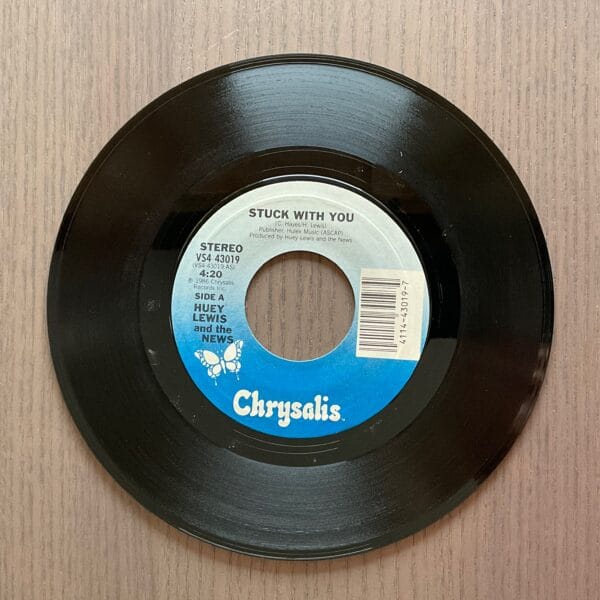 STUCK WITH YOU
(C. Hayes/H. Lewis)
Publisher, Hulex Music (ASCAP)
Produced by Huey Lewis and the News
STEREO
VS4 43019
(VS4-43019-AS)
4:20
℗ 1986 Chrysalis
Records Inc.
SIDE A
HUEY
LEWIS
and the
NEWS
4114-43019-7
Chrysalis